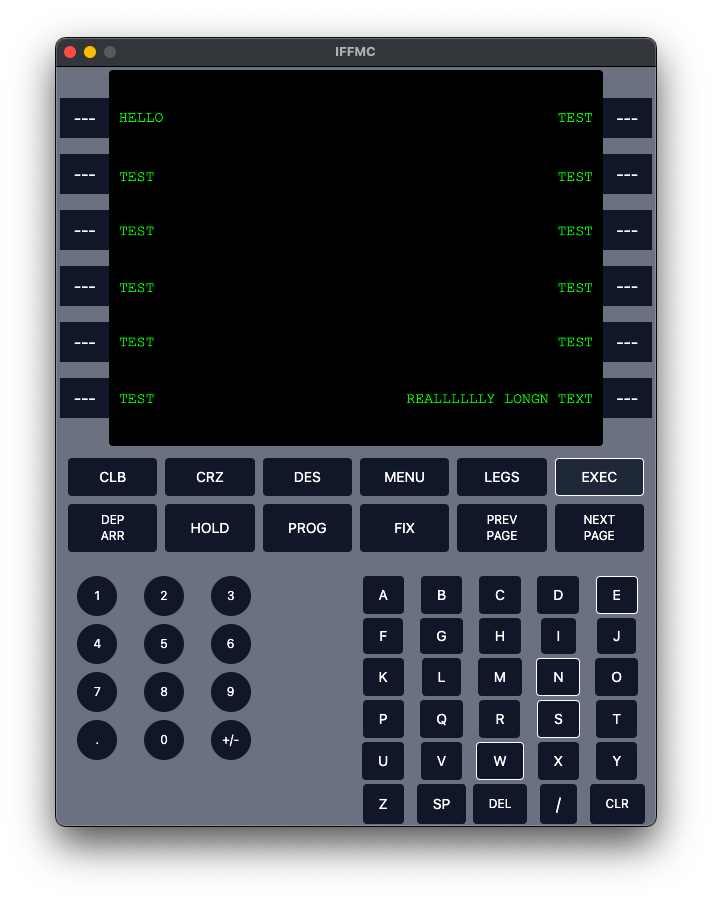 IFFMC
--- HELLO TEST ---
--- TEST TEST ---
--- TEST TEST ---
--- TEST TEST ---
--- TEST TEST ---
--- TEST REALLLLLLY LONGN TEXT ---
CLB CRZ DES MENU LEGS EXEC
DEP ARR HOLD PROG FIX PREV PAGE NEXT PAGE
1 2 3 A B C D E
4 5 6 F G H I J
7 8 9 K L M N O
. 0 +/- P Q R S T
U V W X Y
Z SP DEL / CLR